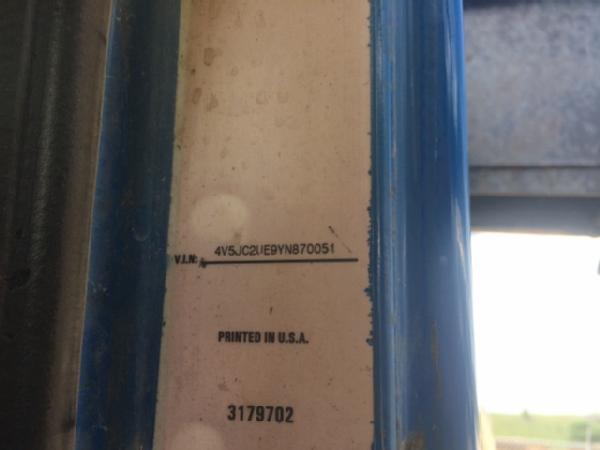 V.I.N: 4V5JC2UE9YN870051
PRINTED IN U.S.A.
3179702